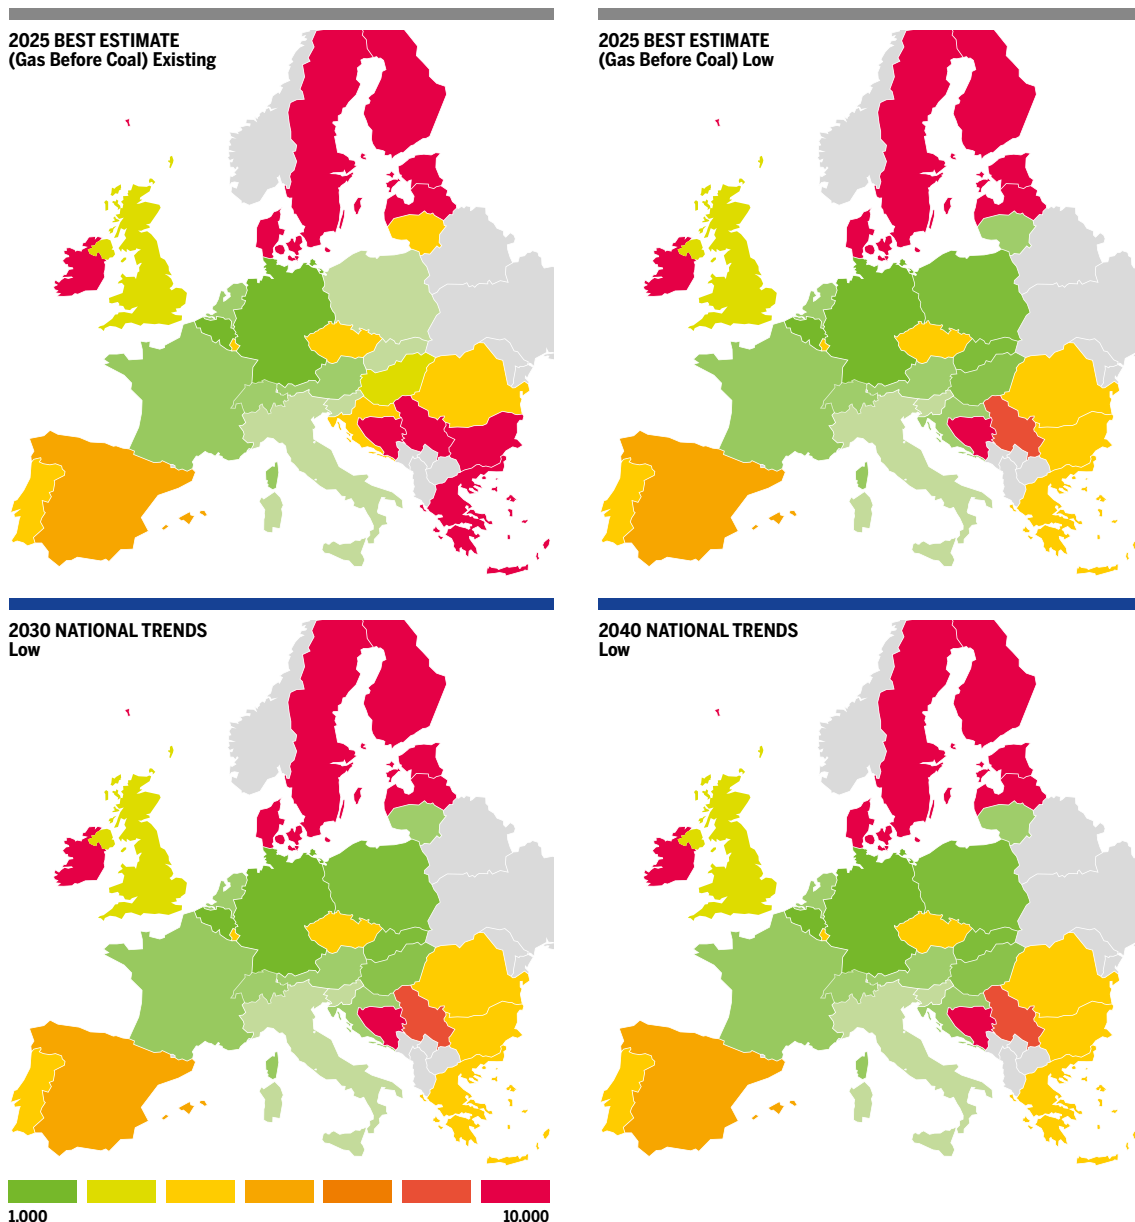 2025 BEST ESTIMATE
(Gas Before Coal) Existing
2025 BEST ESTIMATE
(Gas Before Coal) Low
2030 NATIONAL TRENDS
Low
2040 NATIONAL TRENDS
Low
1.000
10.000